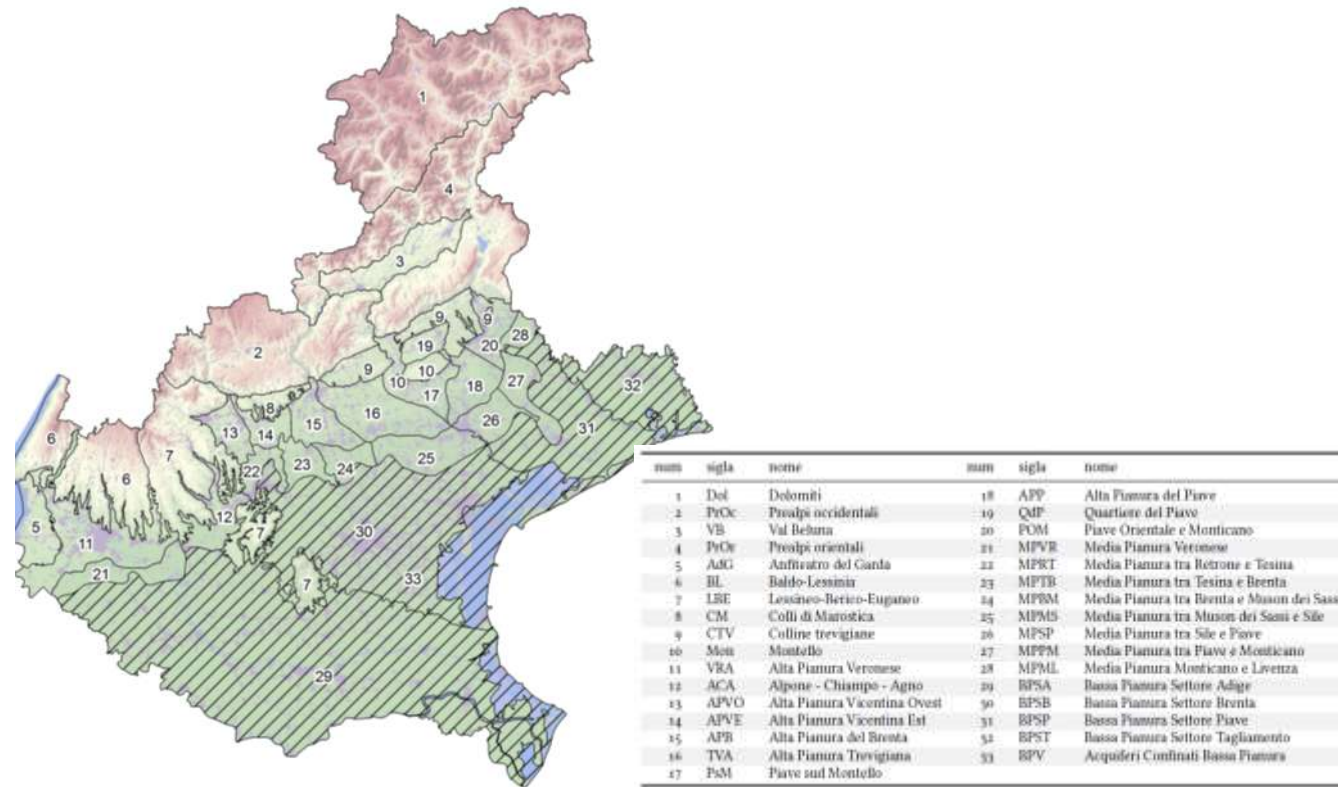 1
4
3
2
9
9
28
20
19
9
10
32
10
17
18
27
16
8
15
26
31
13
14
6
7
6
23
24
25
22
12
5
7
30
11
21
7
33
29
num sigla nome num sigla nome
1 Dol Dolomiti 18 APP Alta Pianura del Piave
2 PrOc Prealpi occidentali 19 QdP Quartiere del Piave
3 VB Val Beluna 20 POM Piave Orientale e Monticano
4 PrOr Prealpi orientali 21 MPVR Media Pianura Veronese
5 AdG Anfiteatro del Garda 22 MPRT Media Pianura tra Retrone e Tesina
6 BL Baldo-Lessinia 23 MPTB Media Pianura tra Tesina e Brenta
7 LBE Lessineo-Berico-Euganeo 24 MPBM Media Pianura tra Brenta e Muson dei Sass
8 CM Colli di Marostica 25 MPMS Media Pianura tra Muson dei Sassi e Sile
9 CTV Colline trevigiane 26 MPSP Media Pianura tra Sile e Piave
10 Mon Montello 27 MPPM Media Pianura tra Piave e Monticano
11 VRA Alta Pianura Veronese 28 MPML Media Pianura Monticano e Livenza
12 ACA Alpone - Chiampo - Agno 29 BPSA Bassa Pianura Settore Adige
13 APVO Alta Pianura Vicentina Ovest 30 BPSB Bassa Pianura Settore Brenta
14 APVE Alta Pianura Vicentina Est 31 BPSP Bassa Pianura Settore Piave
15 APB Alta Pianura del Brenta 32 BPST Bassa Pianura Settore Tagliamento
16 TVA Alta Pianura Trevigiana 33 BPV Acquiferi Confinati Bassa Pianura
17 PsM Piave sud Montello